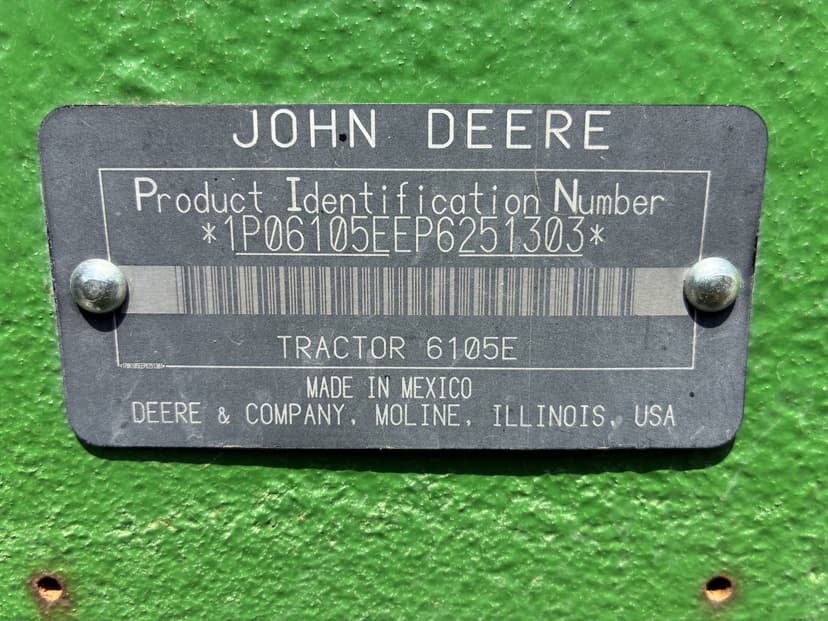 JOHN DEERE
Product Identification Number
*1P06105EEP6251303*
TRACTOR 6105E
MADE IN MEXICO
DEERE & COMPANY, MOLINE, ILLINOIS, USA